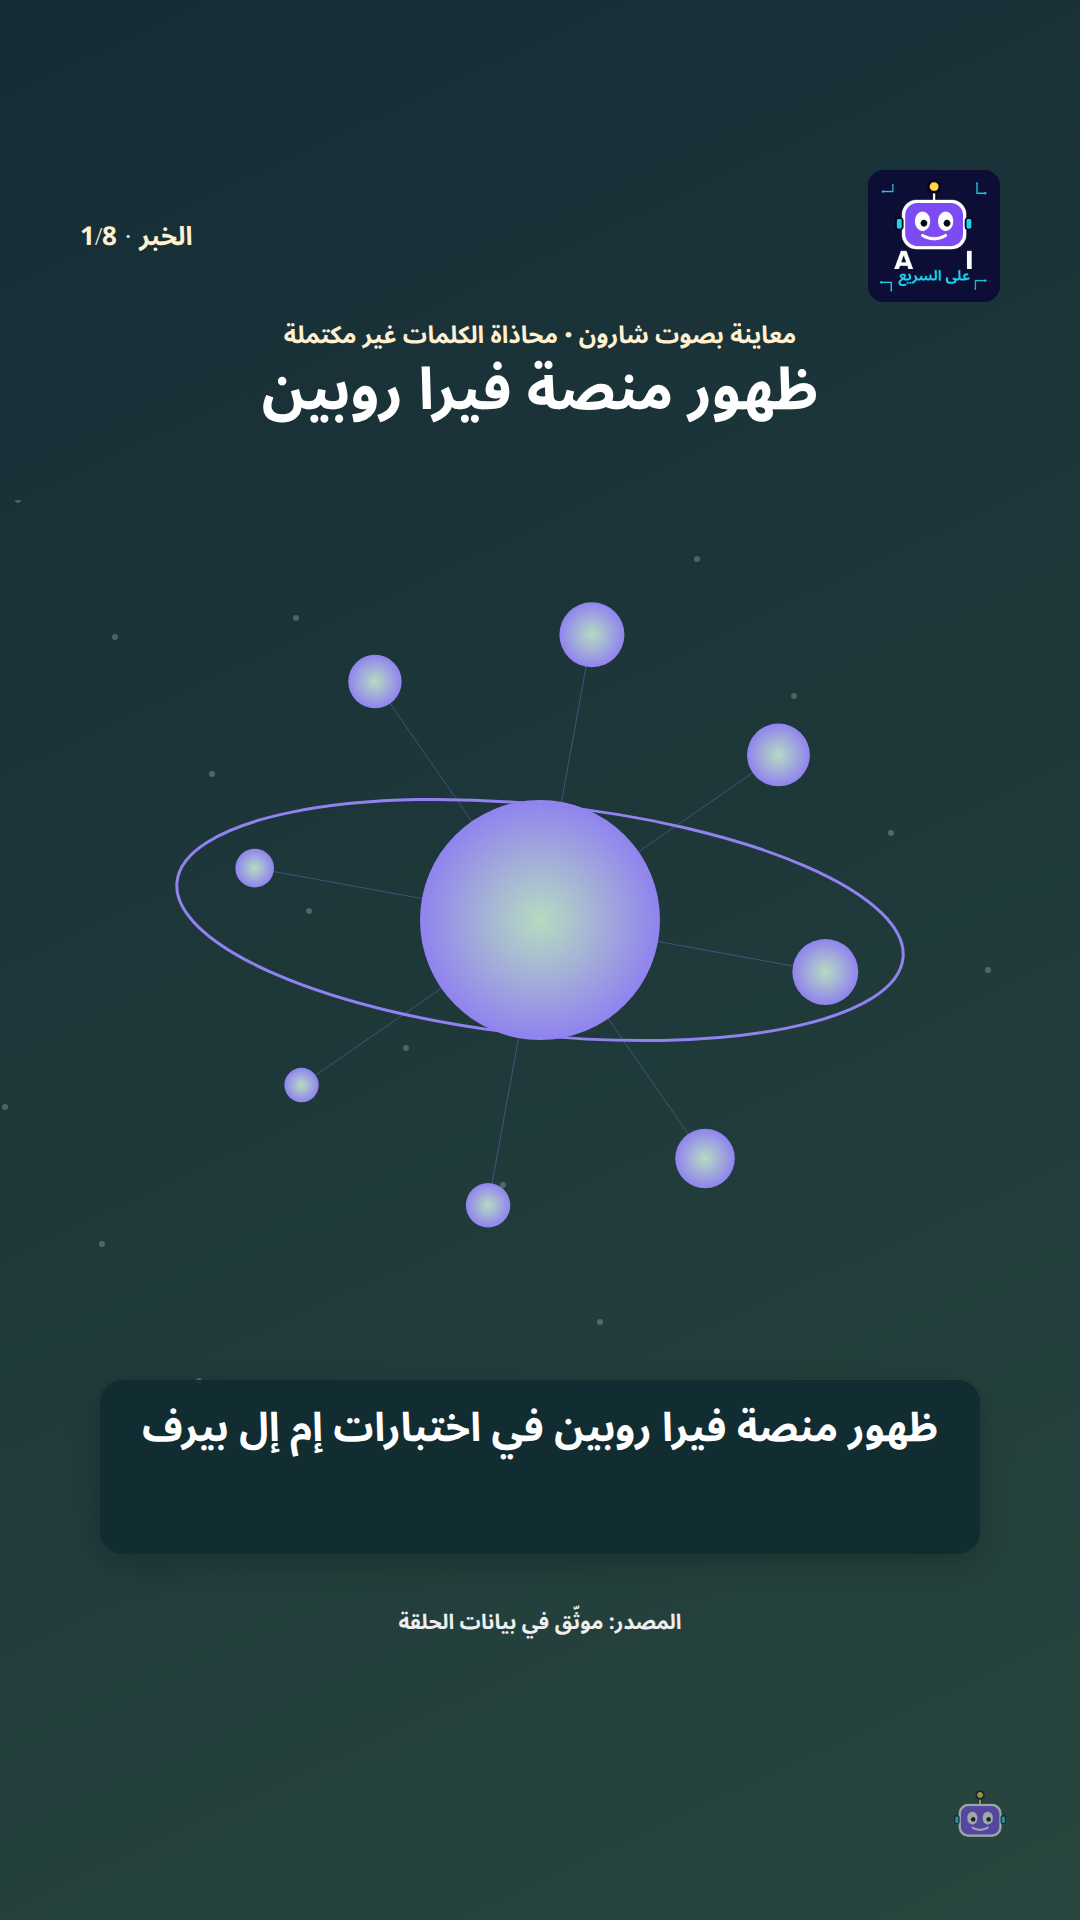 A I
على السريع
الخبر · 1/8
معاينة بصوت شارون • محاذاة الكلمات غير مكتملة
ظهور منصة فيرا روبين
ظهور منصة فيرا روبين في اختبارات إم إل بيرف
المصدر: موثّق في بيانات الحلقة